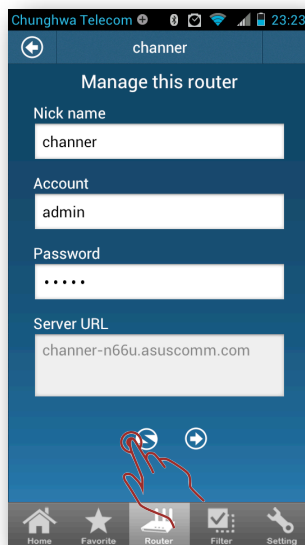 Chunghwa Telecom 23:23
channer
Manage this router
Nick name
channer
Account
admin
Password
•••••
Server URL
channer-n66u.asuscomm.com
Home Favorite Router Filter Setting